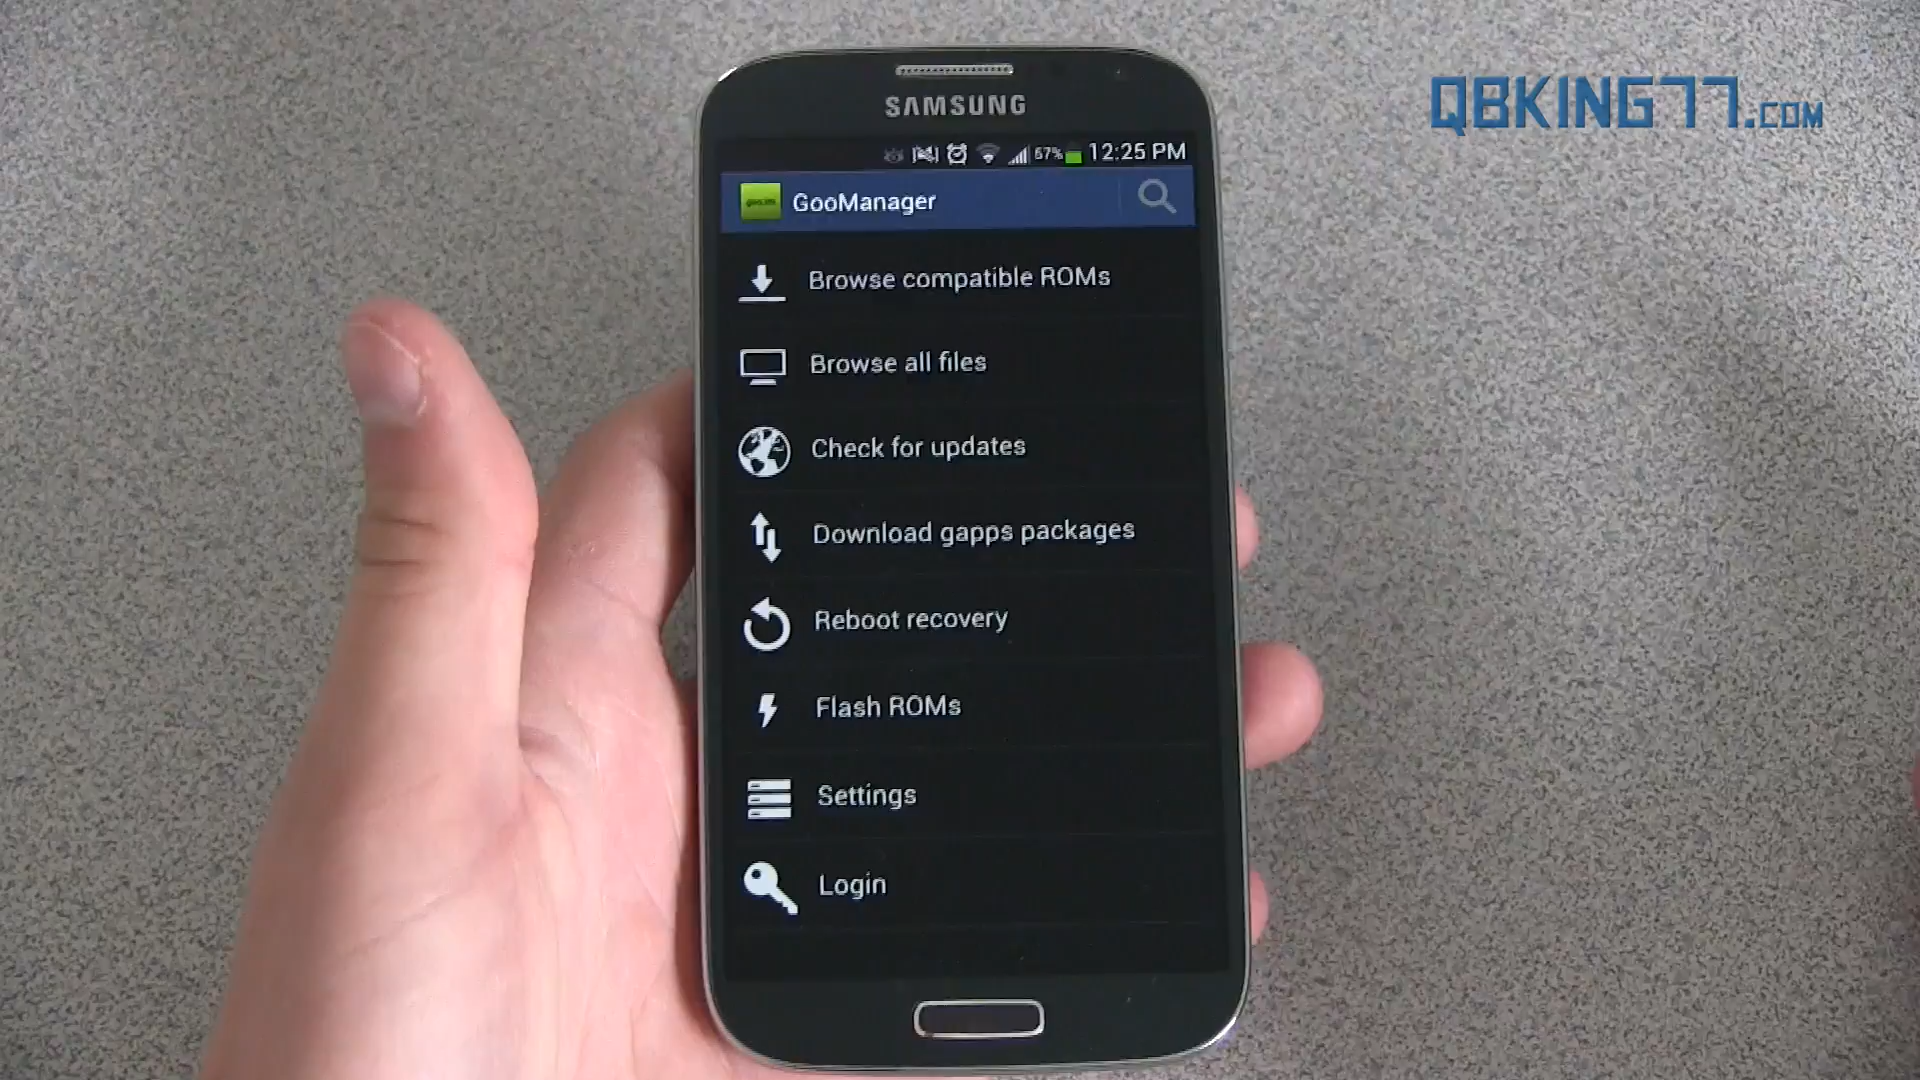 QBKING77.COM
SAMSUNG
67% 12:25 PM
GooManager
Browse compatible ROMs
Browse all files
Check for updates
Download gapps packages
Reboot recovery
Flash ROMs
Settings
Login